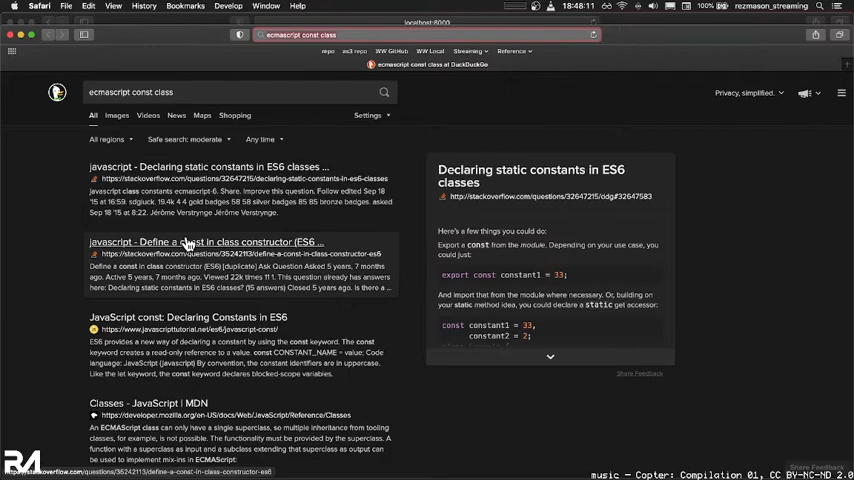 Safari File Edit View History Bookmarks Develop Window Help
100% 18:48:11 rezmason_streaming
localhost:8000
ecmascript const class
repo as3 repo WW GitHub WW Local Streaming Reference
ecmascript const class at DuckDuckGo
ecmascript const class
Privacy, simplified.
All Images Videos News Maps Shopping Settings
All regions Safe search: moderate Any time
javascript - Declaring static constants in ES6 classes ...
https://stackoverflow.com/questions/32647215/declaring-static-constants-in-es6-classes
javascript class constants ecmascript-6. Share. Improve this question. Follow edited Sep 18
'15 at 16:59. sdgluck. 19.4k 4 4 gold badges 58 58 silver badges 85 85 bronze badges. asked
Sep 18 '15 at 8:22. Jérôme Verstrynge Jérôme Verstrynge.
javascript - Define a const in class constructor (ES6 ...
https://stackoverflow.com/questions/35242113/define-a-const-in-class-constructor-es6
Define a const in class constructor (ES6) [duplicate] Ask Question Asked 5 years, 7 months
ago. Active 5 years, 7 months ago. Viewed 22k times 11 1. This question already has answers
here: Declaring static constants in ES6 classes? (15 answers) Closed 5 years ago. Is there a ...
JavaScript const: Declaring Constants in ES6
https://www.javascripttutorial.net/es6/javascript-const/
ES6 provides a new way of declaring a constant by using the const keyword. The const
keyword creates a read-only reference to a value. const CONSTANT_NAME = value; Code
language: JavaScript (javascript) By convention, the constant identifiers are in uppercase.
Like the let keyword, the const keyword declares blocked-scope variables.
Classes - JavaScript | MDN
https://developer.mozilla.org/en-US/docs/Web/JavaScript/Reference/Classes
An ECMAScript class can only have a single superclass, so multiple inheritance from tooling
classes, for example, is not possible. The functionality must be provided by the superclass. A
function with a superclass as input and a subclass extending that superclass as output can
be used to implement mix-ins in ECMAScript:
https://stackoverflow.com/questions/35242113/define-a-const-in-class-constructor-es6
Declaring static constants in ES6
classes
http://stackoverflow.com/questions/32647215/ddg#32647583
Here's a few things you could do:
Export a const from the module. Depending on your use case, you
could just:
export const constant1 = 33;
And import that from the module where necessary. Or, building on
your static method idea, you could declare a static get accessor:
const constant1 = 33,
constant2 = 2;
Share Feedback
Share Feedback
RM
music - Copter: Compilation 01, CC BY-NC-ND 2.0